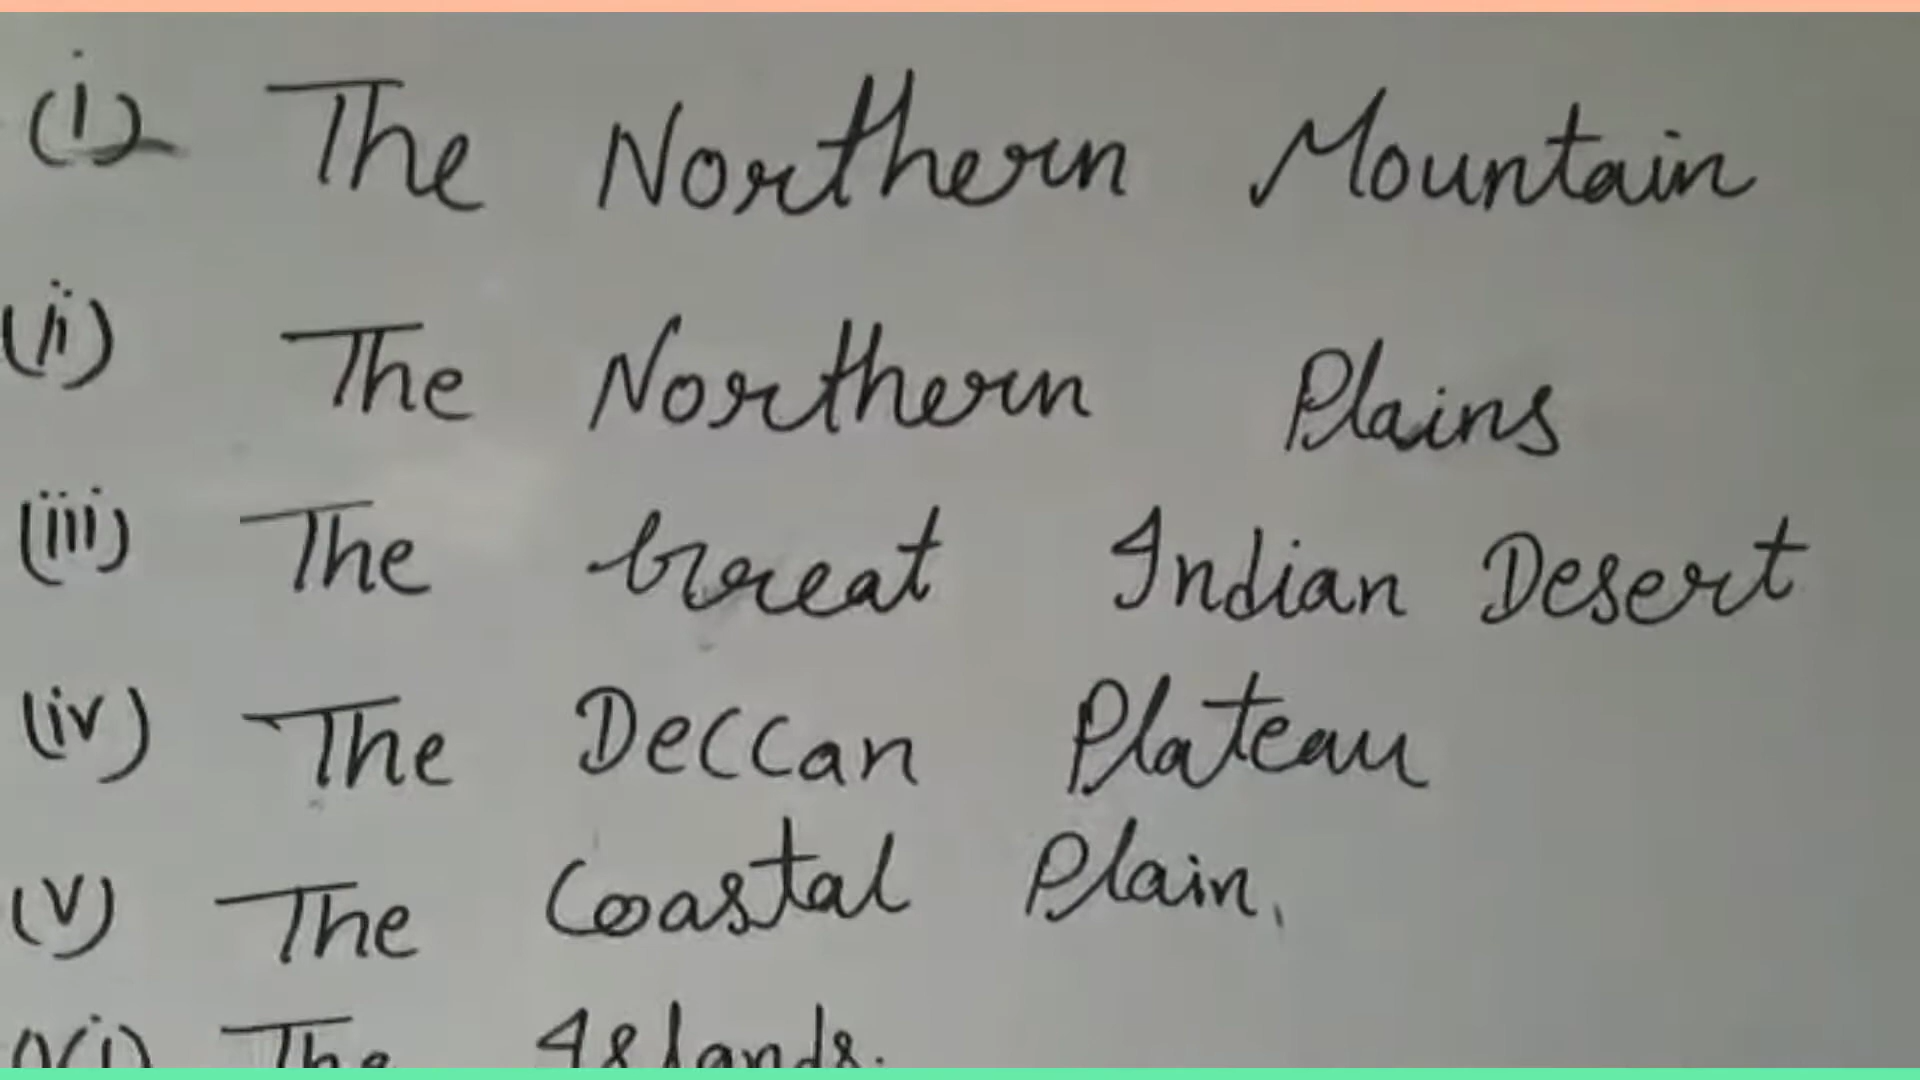 (i) The Northern Mountain
(ii) The Northern Plains
(iii) The Great Indian Desert
(iv) The Deccan Plateau
(v) The Coastal Plain.
(vi) The Islands.